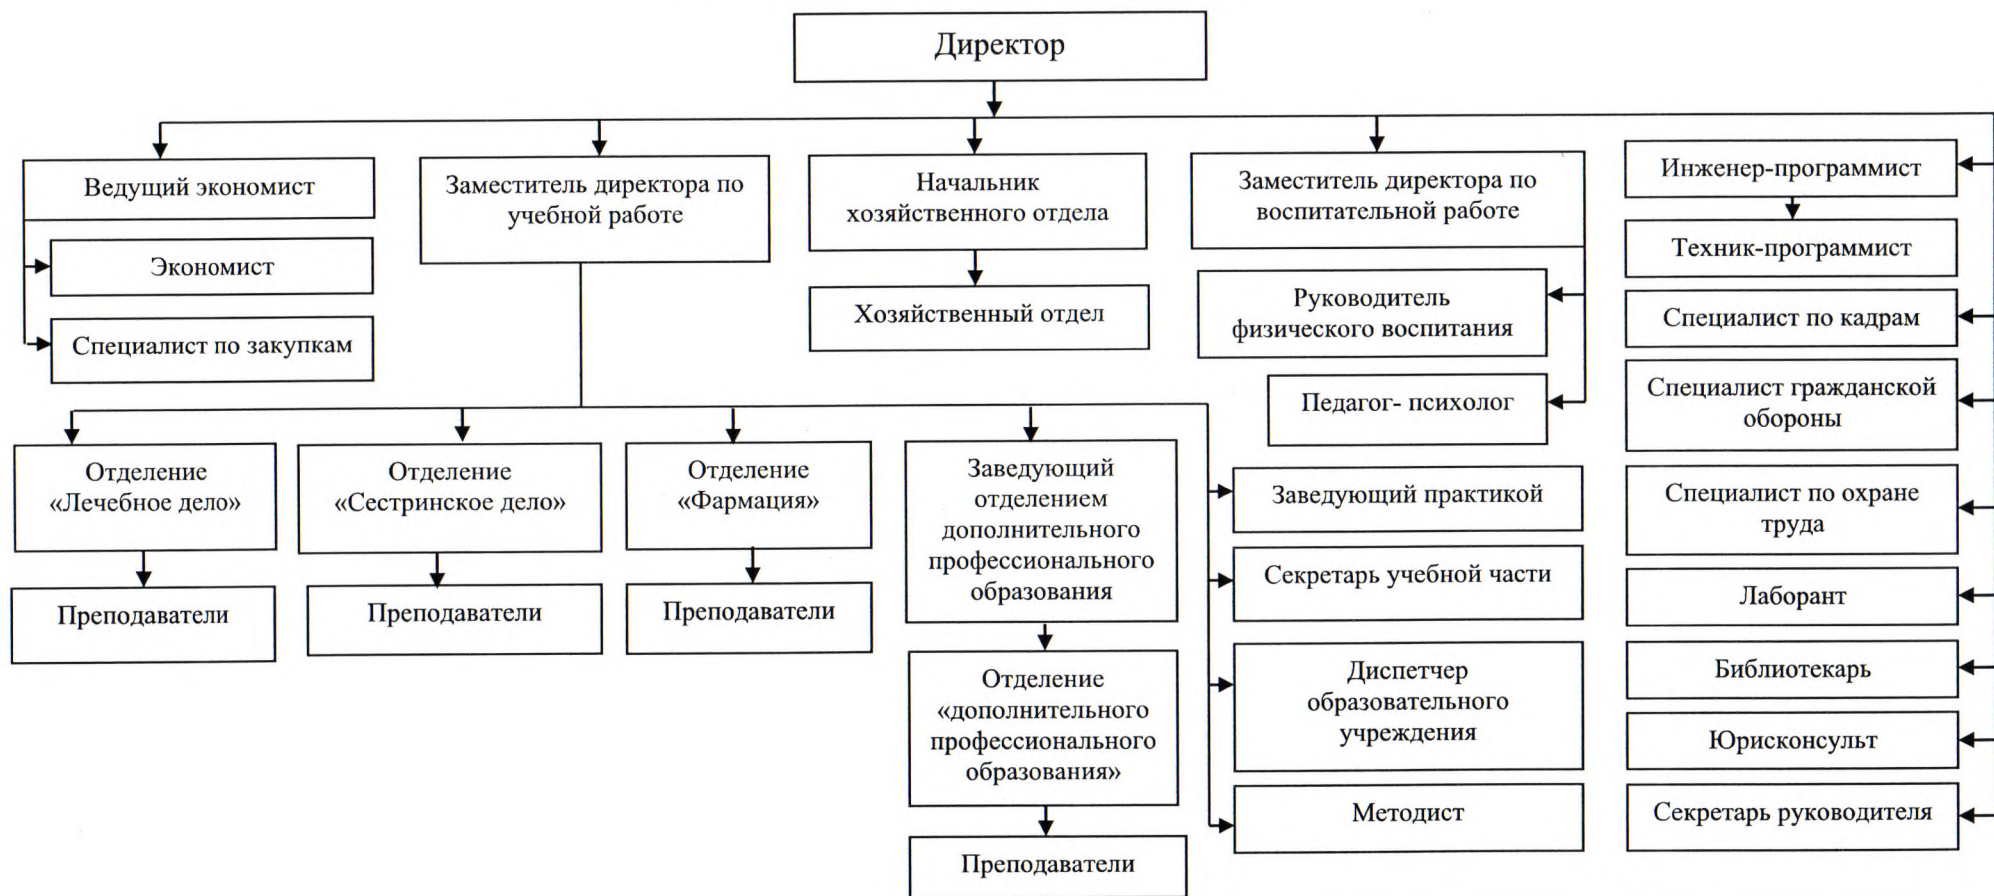 Директор
Ведущий экономист
Экономист
Специалист по закупкам
Заместитель директора по
учебной работе
Начальник
хозяйственного отдела
Хозяйственный отдел
Заместитель директора по
воспитательной работе
Руководитель
физического воспитания
Педагог- психолог
Инженер-программист
Техник-программист
Специалист по кадрам
Специалист гражданской
обороны
Специалист по охране
труда
Лаборант
Библиотекарь
Юрисконсульт
Секретарь руководителя
Отделение
«Лечебное дело»
Преподаватели
Отделение
«Сестринское дело»
Преподаватели
Отделение
«Фармация»
Преподаватели
Заведующий
отделением
дополнительного
профессионального
образования
Отделение
«дополнительного
профессионального
образования»
Преподаватели
Заведующий практикой
Секретарь учебной части
Диспетчер
образовательного
учреждения
Методист